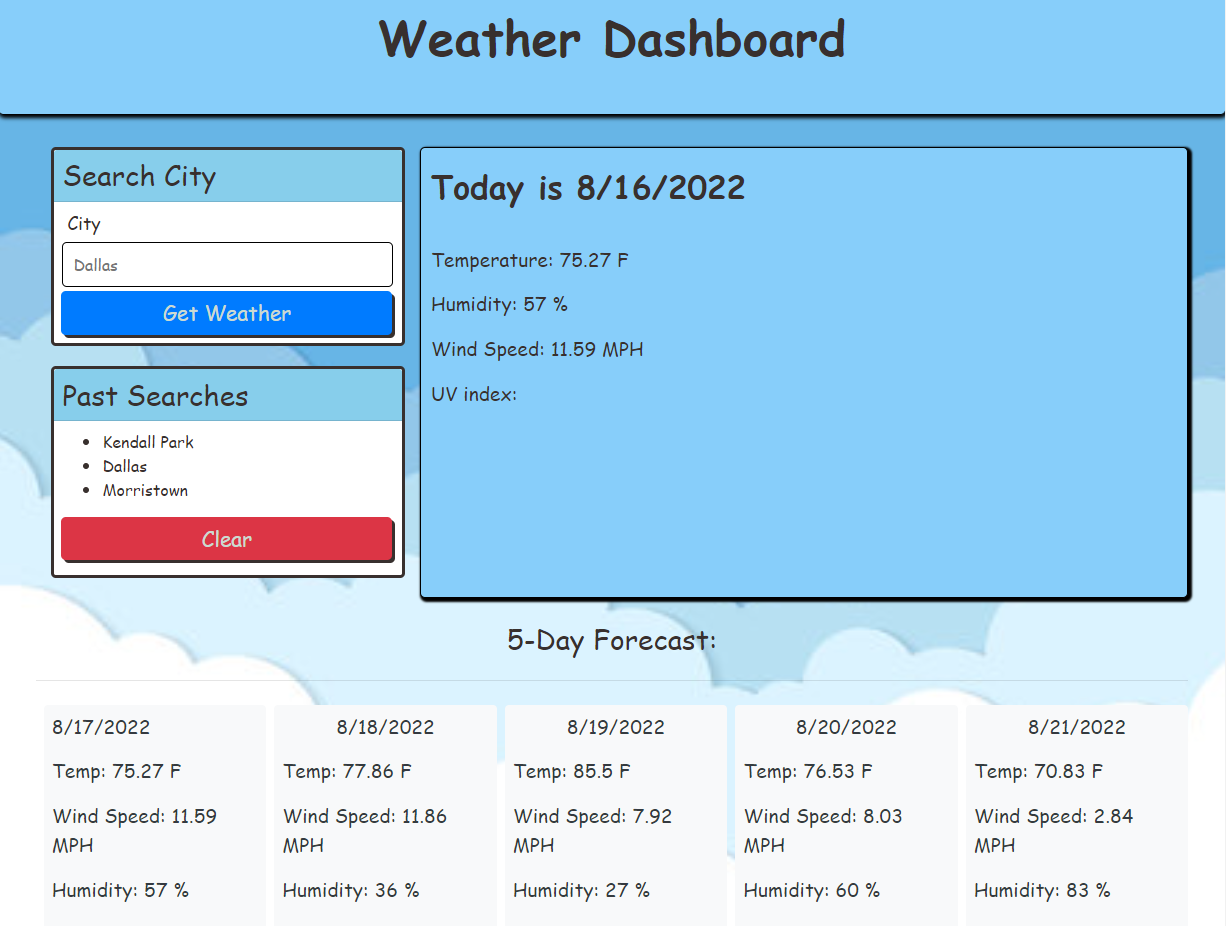 Weather Dashboard
Search City
City
Dallas
Get Weather
Past Searches
Kendall Park
Dallas
Morristown
Clear
Today is 8/16/2022
Temperature: 75.27 F
Humidity: 57 %
Wind Speed: 11.59 MPH
UV index:
5-Day Forecast:
8/17/2022
Temp: 75.27 F
Wind Speed: 11.59
MPH
Humidity: 57 %
8/18/2022
Temp: 77.86 F
Wind Speed: 11.86
MPH
Humidity: 36 %
8/19/2022
Temp: 85.5 F
Wind Speed: 7.92
MPH
Humidity: 27 %
8/20/2022
Temp: 76.53 F
Wind Speed: 8.03
MPH
Humidity: 60 %
8/21/2022
Temp: 70.83 F
Wind Speed: 2.84
MPH
Humidity: 83 %